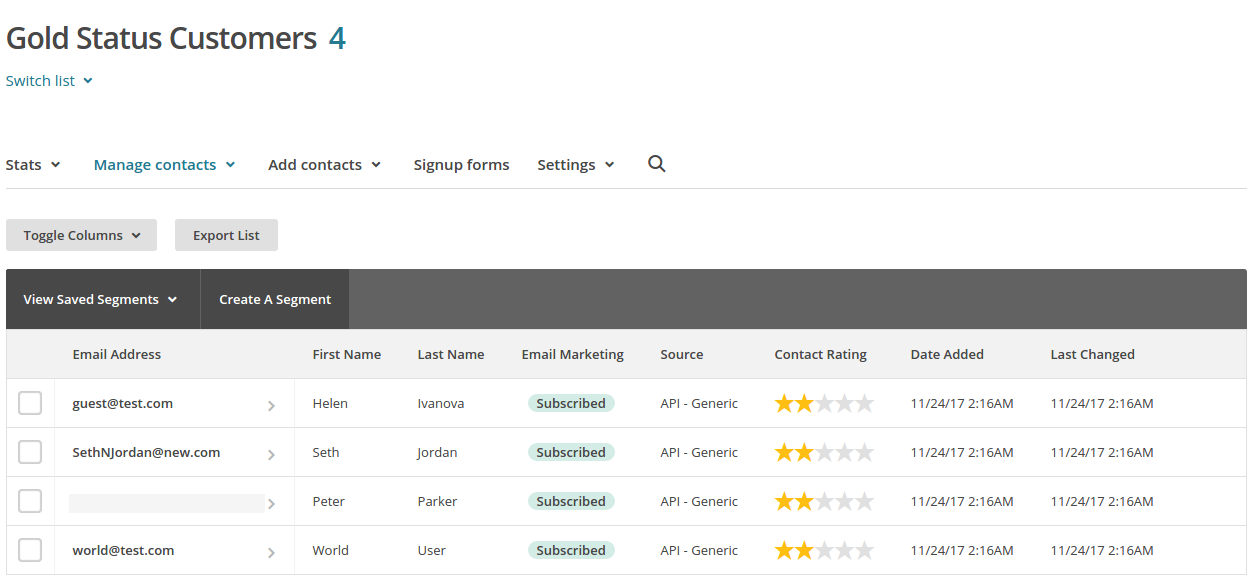 Gold Status Customers 4
Switch list
Stats Manage contacts Add contacts Signup forms Settings
Toggle Columns Export List
View Saved Segments Create A Segment
Email Address First Name Last Name Email Marketing Source Contact Rating Date Added Last Changed
guest@test.com Helen Ivanova Subscribed API - Generic 11/24/17 2:16AM 11/24/17 2:16AM
SethNJordan@new.com Seth Jordan Subscribed API - Generic 11/24/17 2:16AM 11/24/17 2:16AM
Peter Parker Subscribed API - Generic 11/24/17 2:16AM 11/24/17 2:16AM
world@test.com World User Subscribed API - Generic 11/24/17 2:16AM 11/24/17 2:16AM